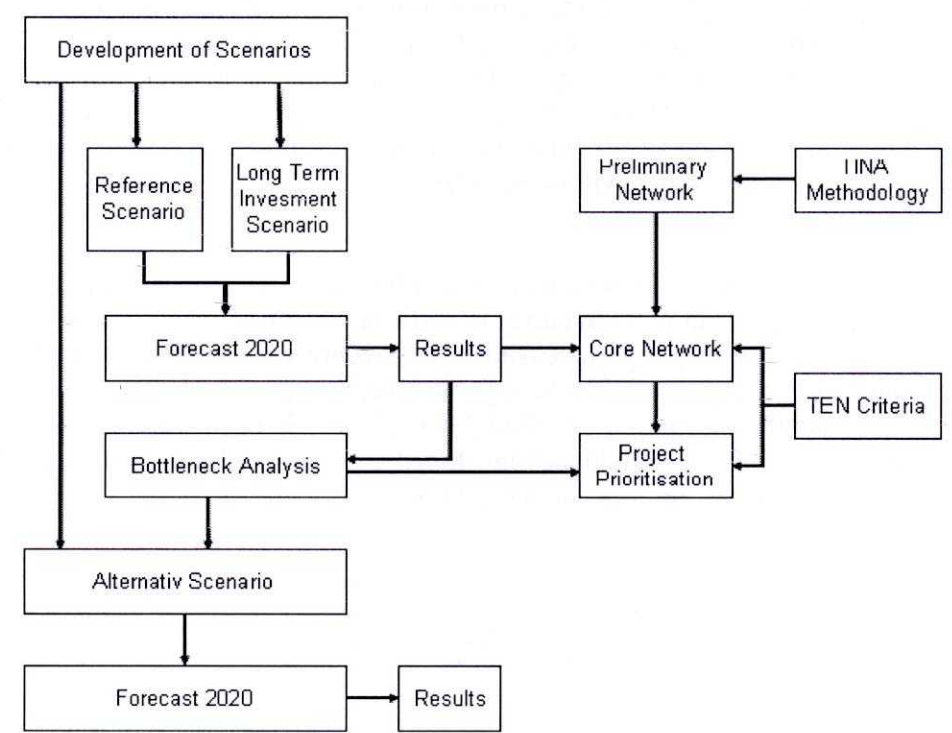 Development of Scenarios
Reference
Scenario
Long Term
Invesment
Scenario
Preliminary
Network
TINA
Methodology
Forecast 2020
Results
Core Network
TEN Criteria
Bottleneck Analysis
Project
Prioritisation
Alternativ Scenario
Forecast 2020
Results